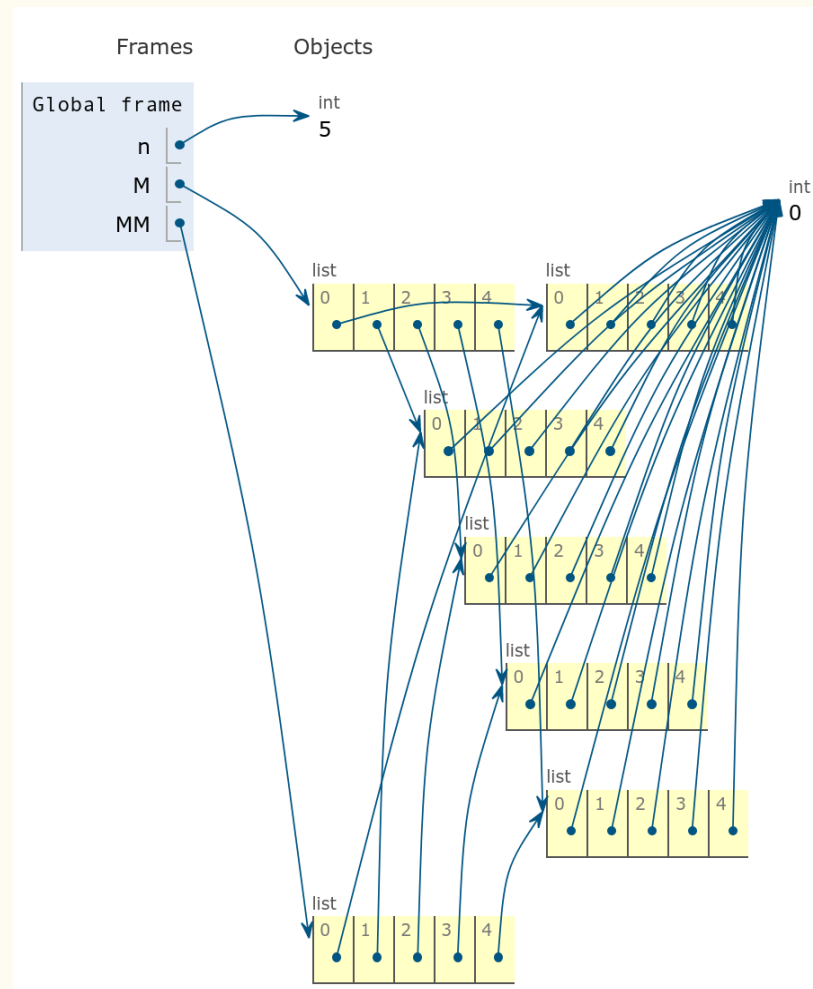 Frames Objects
Global frame
n
M
MM
int
5
int
0
list
0 1 2 3 4
list
0 1 2 3 4
list
0 1 2 3 4
list
0 1 2 3 4
list
0 1 2 3 4
list
0 1 2 3 4
list
0 1 2 3 4